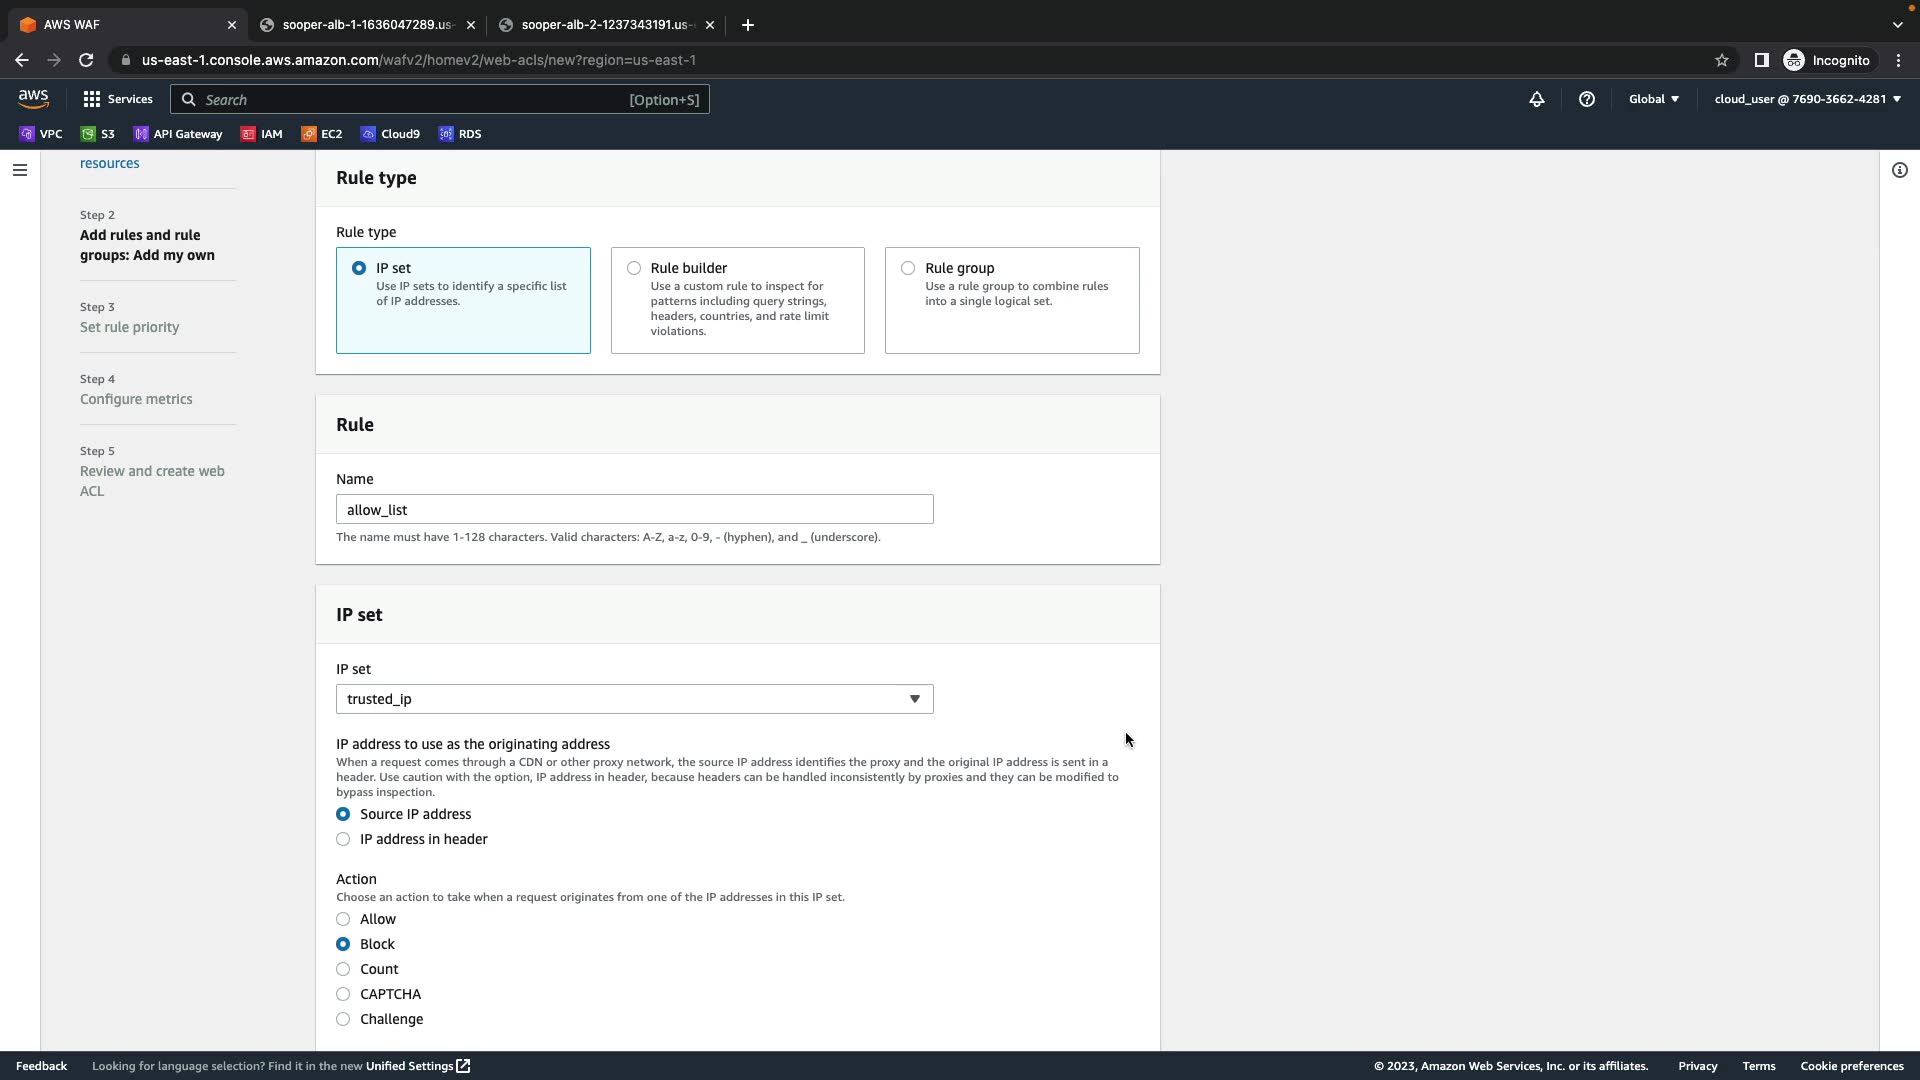 AWS WAF
sooper-alb-1-1636047289.us-
sooper-alb-2-1237343191.us-
us-east-1.console.aws.amazon.com/wafv2/homev2/web-acls/new?region=us-east-1
Incognito
aws
Services
Search
[Option+S]
Global
cloud_user @ 7690-3662-4281
VPC
S3
API Gateway
IAM
EC2
Cloud9
RDS
resources
Step 2
Add rules and rule
groups: Add my own
Step 3
Set rule priority
Step 4
Configure metrics
Step 5
Review and create web
ACL
Rule type
Rule type
IP set
Use IP sets to identify a specific list
of IP addresses.
Rule builder
Use a custom rule to inspect for
patterns including query strings,
headers, countries, and rate limit
violations.
Rule group
Use a rule group to combine rules
into a single logical set.
Rule
Name
allow_list
The name must have 1-128 characters. Valid characters: A-Z, a-z, 0-9, - (hyphen), and _ (underscore).
IP set
IP set
trusted_ip
IP address to use as the originating address
When a request comes through a CDN or other proxy network, the source IP address identifies the proxy and the original IP address is sent in a
header. Use caution with the option, IP address in header, because headers can be handled inconsistently by proxies and they can be modified to
bypass inspection.
Source IP address
IP address in header
Action
Choose an action to take when a request originates from one of the IP addresses in this IP set.
Allow
Block
Count
CAPTCHA
Challenge
Feedback
Looking for language selection? Find it in the new Unified Settings
© 2023, Amazon Web Services, Inc. or its affiliates.
Privacy
Terms
Cookie preferences